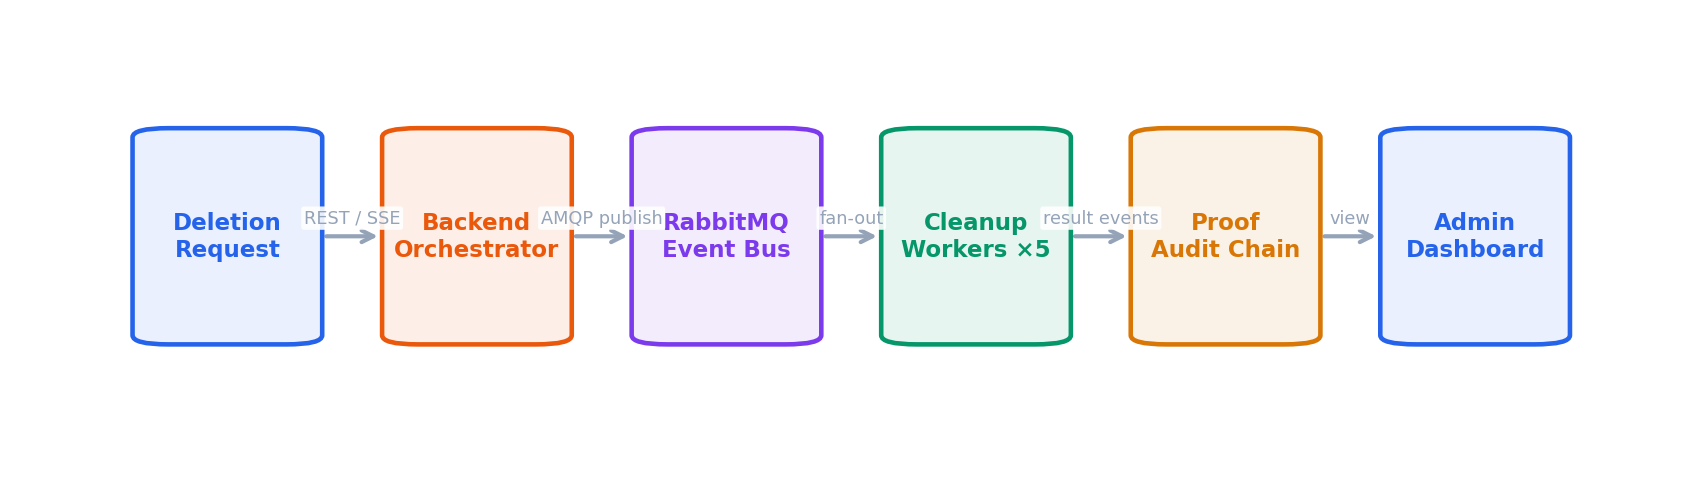 Deletion
Request
REST / SSE
Backend
Orchestrator
AMQP publish
RabbitMQ
Event Bus
fan-out
Cleanup
Workers ×5
result events
Proof
Audit Chain
view
Admin
Dashboard